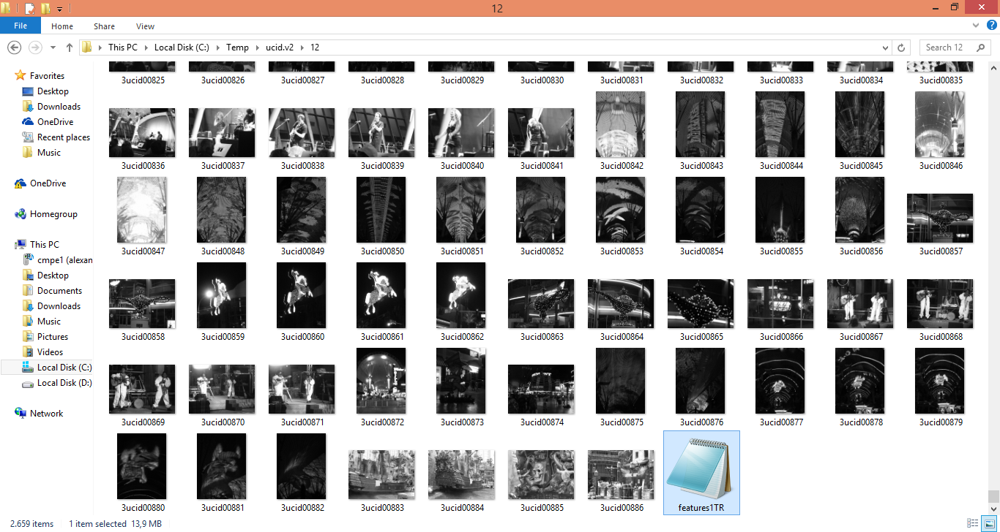 12
File Home Share View
This PC Local Disk (C:) Temp ucid.v2 12
Search 12
Favorites
Desktop
Downloads
OneDrive
Recent places
Music
OneDrive
Homegroup
This PC
cmpe1 (alexan
Desktop
Documents
Downloads
Music
Pictures
Videos
Local Disk (C:)
Local Disk (D:)
Network
3ucid00825 3ucid00826 3ucid00827 3ucid00828 3ucid00829 3ucid00830 3ucid00831 3ucid00832 3ucid00833 3ucid00834 3ucid00835
3ucid00836 3ucid00837 3ucid00838 3ucid00839 3ucid00840 3ucid00841 3ucid00842 3ucid00843 3ucid00844 3ucid00845 3ucid00846
3ucid00847 3ucid00848 3ucid00849 3ucid00850 3ucid00851 3ucid00852 3ucid00853 3ucid00854 3ucid00855 3ucid00856 3ucid00857
3ucid00858 3ucid00859 3ucid00860 3ucid00861 3ucid00862 3ucid00863 3ucid00864 3ucid00865 3ucid00866 3ucid00867 3ucid00868
3ucid00869 3ucid00870 3ucid00871 3ucid00872 3ucid00873 3ucid00874 3ucid00875 3ucid00876 3ucid00877 3ucid00878 3ucid00879
3ucid00880 3ucid00881 3ucid00882 3ucid00883 3ucid00884 3ucid00885 3ucid00886 features1TR
2.659 items 1 item selected 13,9 MB